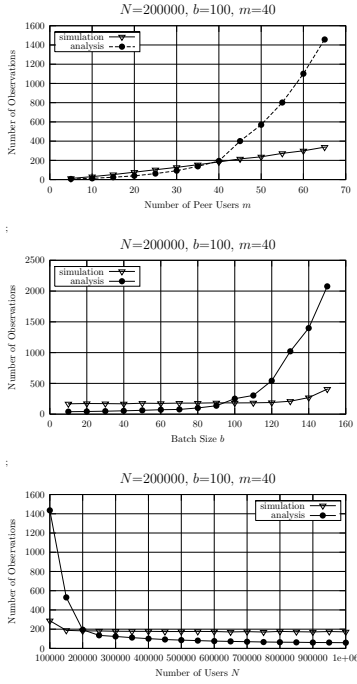 N=200000, b=100, m=40
1600
1400
1200
1000
800
600
400
200
0
Number of Observations
simulation
analysis
0 10 20 30 40 50 60 70
Number of Peer Users m
;
N=200000, b=100, m=40
2500
2000
1500
1000
500
0
Number of Observations
simulation
analysis
0 20 40 60 80 100 120 140 160
Batch Size b
;
N=200000, b=100, m=40
1600
1400
1200
1000
800
600
400
200
0
Number of Observations
simulation
analysis
100000 200000 300000 400000 500000 600000 700000 800000 900000 1e+06
Number of Users N